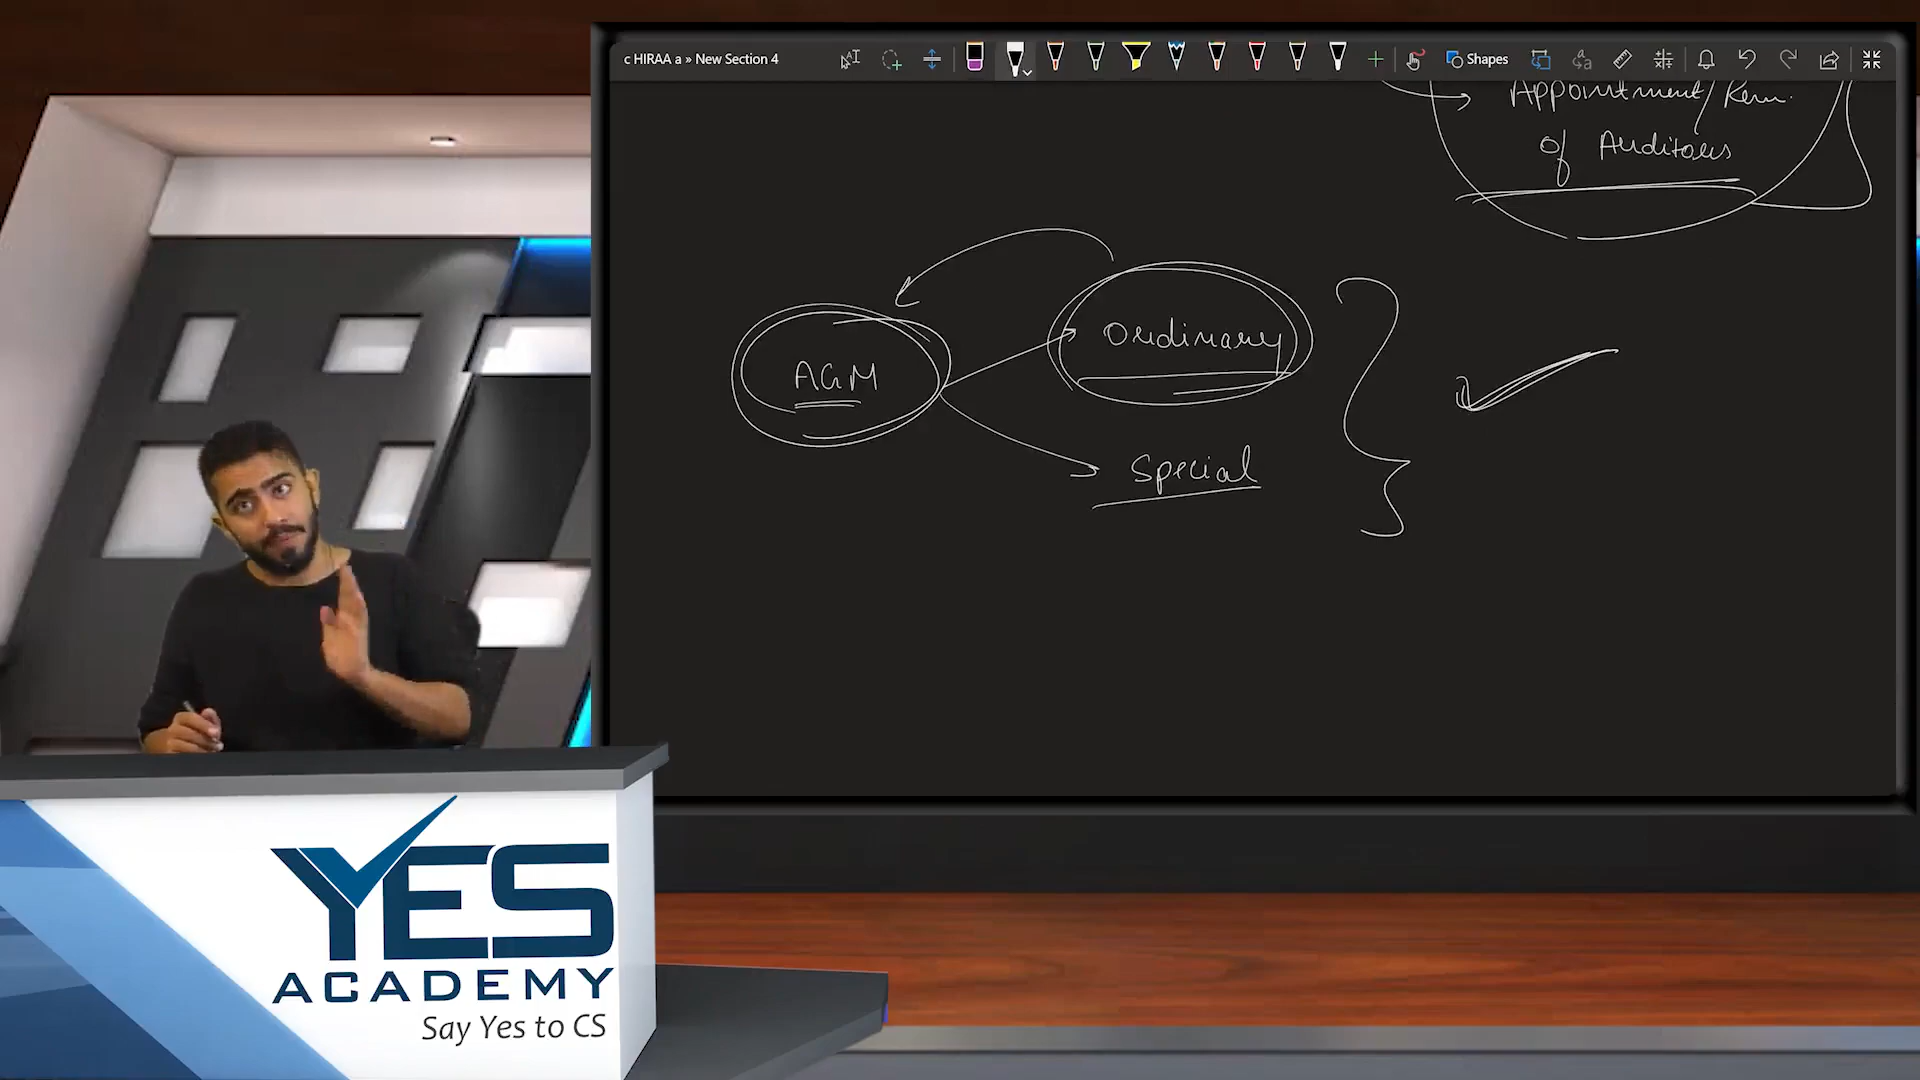 c HIRAA a » New Section 4
Shapes
Appointment/Rem.
of Auditors
AGM
Ordinary
Special
YES
ACADEMY
Say Yes to CS